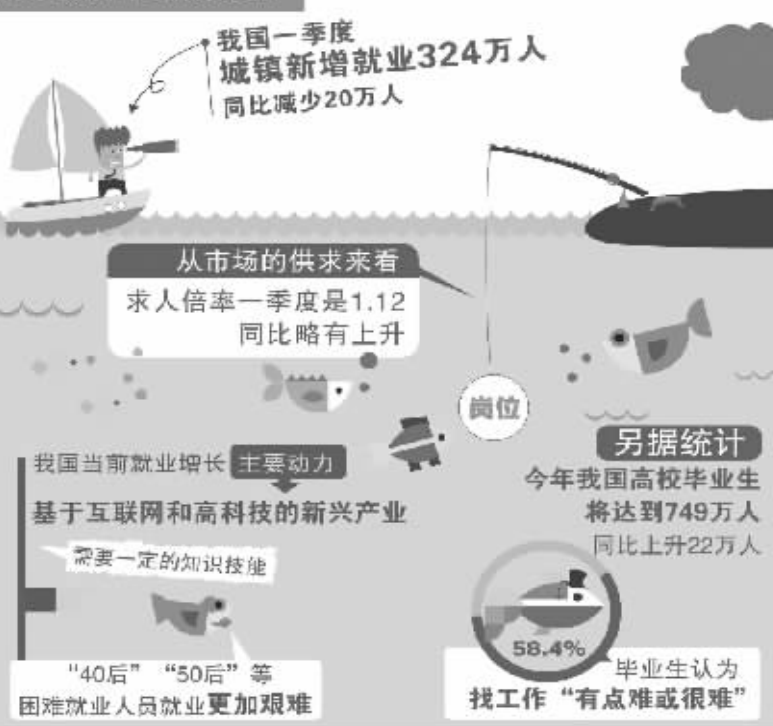 我国一季度
城镇新增就业324万人
同比减少20万人
从市场的供求来看
求人倍率一季度是1.12
同比略有上升
岗位
我国当前就业增长 主要动力
基于互联网和高科技的新兴产业
需要一定的知识技能
“40后” “50后” 等
困难就业人员就业更加艰难
另据统计
今年我国高校毕业生
将达到749万人
同比上升22万人
58.4%
毕业生认为
找工作“有点难或很难”